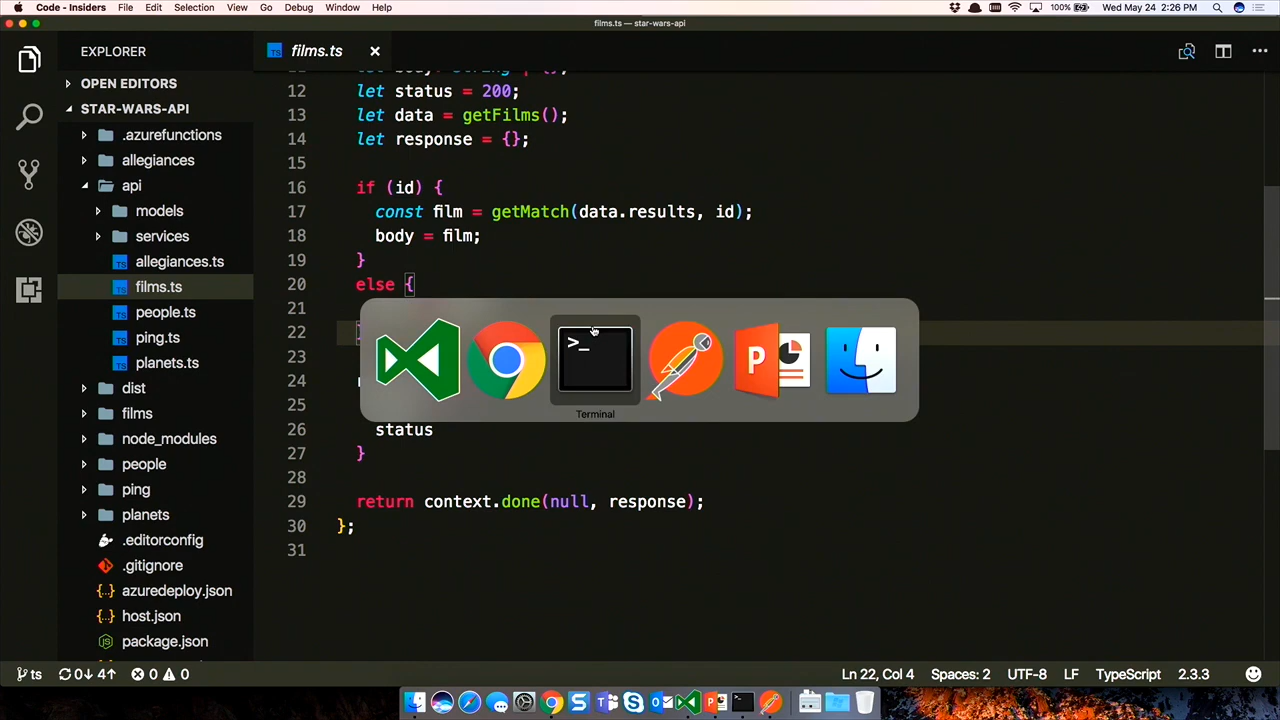 Code - Insiders File Edit Selection View Go Debug Window Help 100% Wed May 24 2:26 PM
films.ts — star-wars-api
EXPLORER
films.ts
OPEN EDITORS
STAR-WARS-API
.azurefunctions
allegiances
api
models
services
allegiances.ts
films.ts
people.ts
ping.ts
planets.ts
dist
films
node_modules
people
ping
planets
.editorconfig
.gitignore
azuredeploy.json
host.json
package.json
12 let status = 200;
13 let data = getFilms();
14 let response = {};
15
16 if (id) {
17 const film = getMatch(data.results, id);
18 body = film;
19 }
20 else {
21
22
23
24
25
26 status
27 }
28
29 return context.done(null, response);
30 };
31
Terminal
ts 0↓ 4↑ 0 0 Ln 22, Col 4 Spaces: 2 UTF-8 LF TypeScript 2.3.3